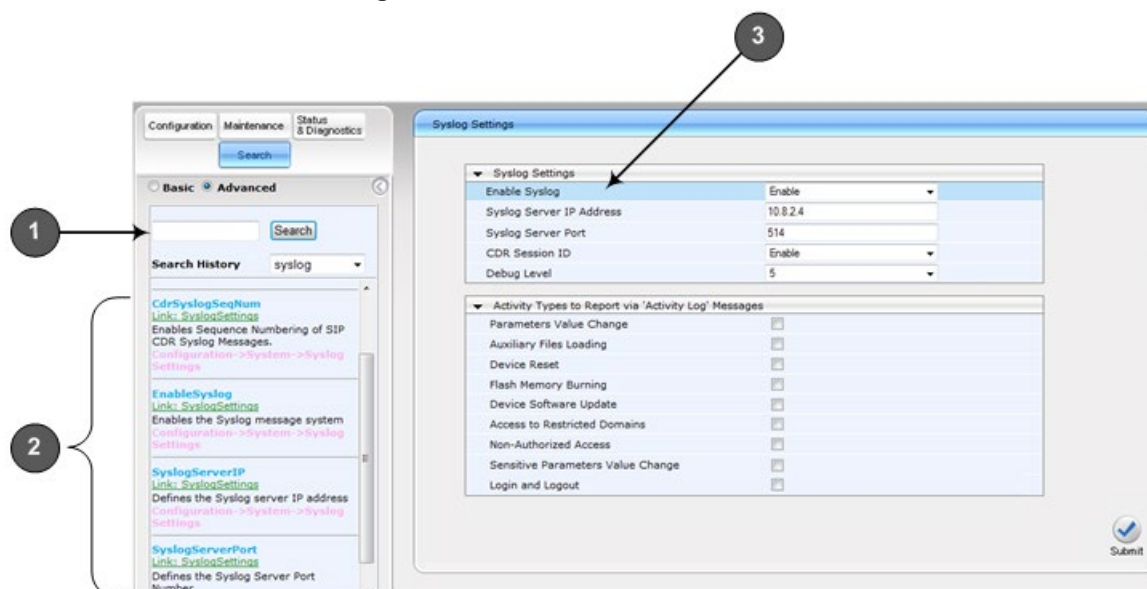 3
Configuration Maintenance Status & Diagnostics
Search
Basic Advanced
1
Search
Search History syslog
2
CdrSyslogSeqNum
Link: SyslogSettings
Enables Sequence Numbering of SIP
CDR Syslog Messages.
Configuration->System->Syslog
Settings
EnableSyslog
Link: SyslogSettings
Enables the Syslog message system
Configuration->System->Syslog
Settings
SyslogServerIP
Link: SyslogSettings
Defines the Syslog server IP address
Configuration->System->Syslog
Settings
SyslogServerPort
Link: SyslogSettings
Defines the Syslog Server Port
Number
Syslog Settings
Syslog Settings
Enable Syslog Enable
Syslog Server IP Address 10.8.2.4
Syslog Server Port 514
CDR Session ID Enable
Debug Level 5
Activity Types to Report via 'Activity Log' Messages
Parameters Value Change
Auxiliary Files Loading
Device Reset
Flash Memory Burning
Device Software Update
Access to Restricted Domains
Non-Authorized Access
Sensitive Parameters Value Change
Login and Logout
Submit